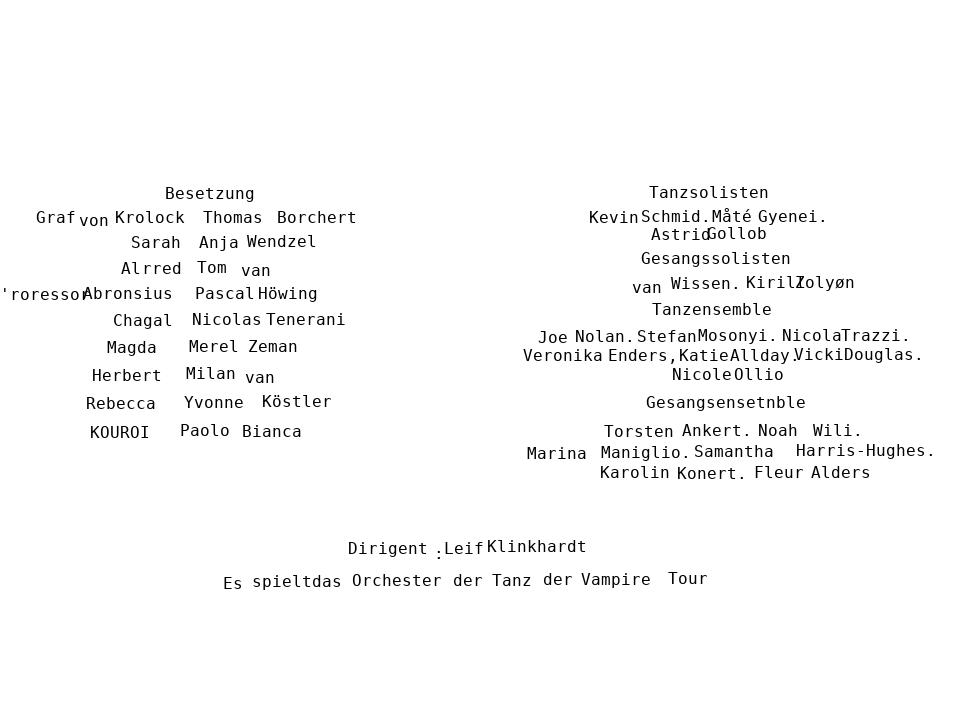 Besetzung
Graf von Krolock Thomas Borchert
Sarah Anja Wendzel
Alrred Tom van
'roressor Abronsius Pascal Höwing
Chagal Nicolas Tenerani
Magda Merel Zeman
Herbert Milan van
Rebecca Yvonne Köstler
KOUROI Paolo Bianca
Tanzsolisten
Kevin Schmid. Måté Gyenei.
Astrid Gollob
Gesangssolisten
van Wissen. Kirill Zolyøn
Tanzensemble
Joe Nolan. Stefan Mosonyi. Nicola Trazzi.
Veronika Enders, Katie Allday. Vicki Douglas.
Nicole Ollio
Gesangsensetnble
Torsten Ankert. Noah Wili.
Marina Maniglio. Samantha Harris-Hughes.
Karolin Konert. Fleur Alders
Dirigent : Leif Klinkhardt
Es spieltdas Orchester der Tanz der Vampire Tour